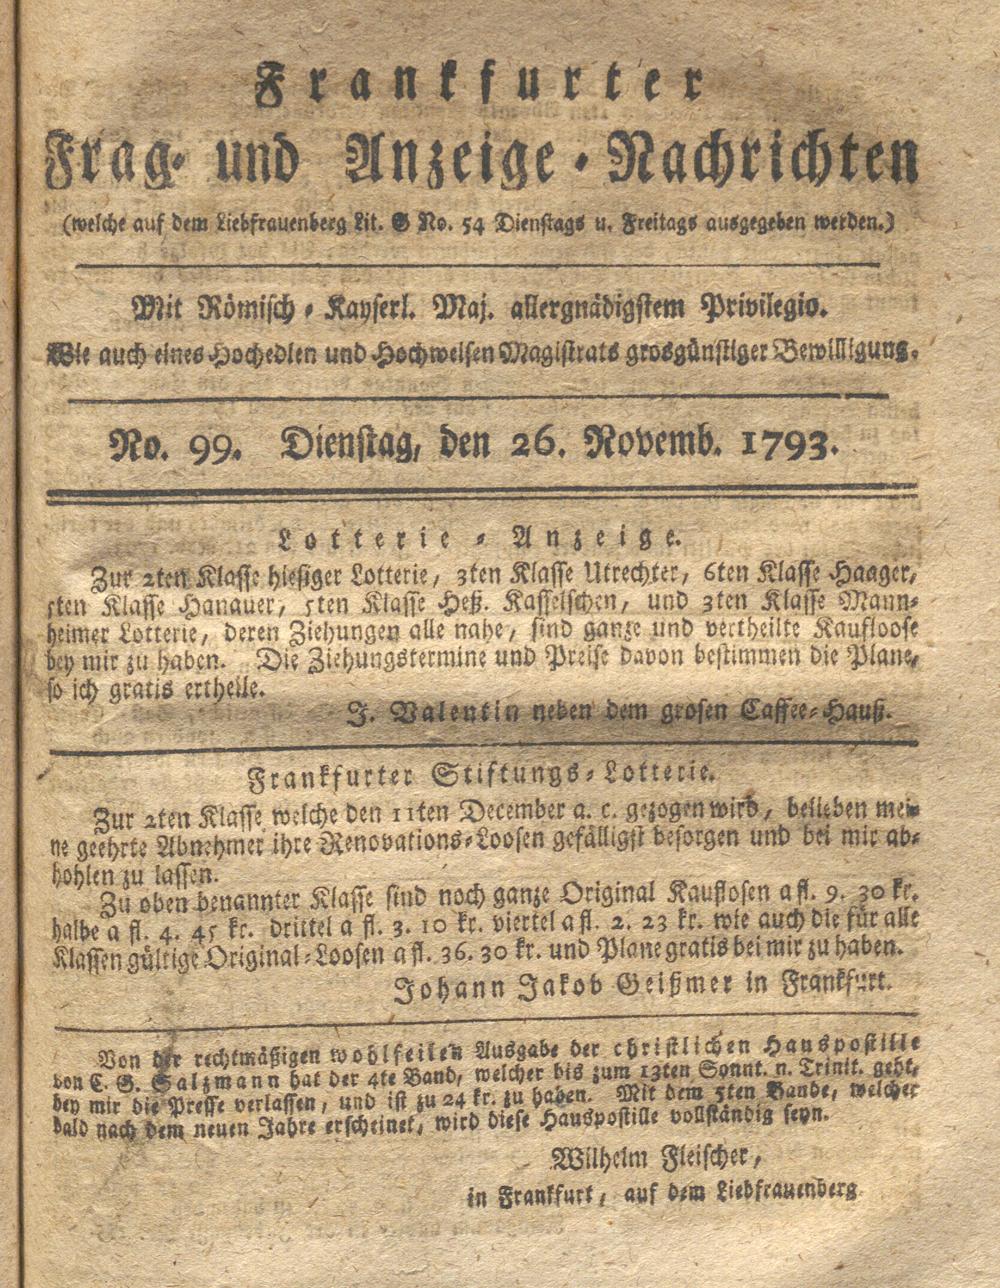 Frankfurter
Frag- und Anzeige-Nachrichten
(welche auf dem Liebfrauenberg Lit. G No. 54 Dienstags u. Freitags ausgegeben werden.)
Mit Römisch-Kayserl. Maj. allergnädigstem Privilegio.
Wie auch eines Hochedlen und Hochweisen Magistrats grosgünstiger Bewilligung.
No. 99. Dienstag, den 26. Novemb. 1793.
Lotterie-Anzeige.
Zur 2ten Klasse hiesiger Lotterie, 3ten Klasse Utrechter, 6ten Klasse Haager,
5ten Klasse Hanauer, 5ten Klasse Heß. Kasselschen, und 3ten Klasse Mann-
heimer Lotterie, deren Ziehungen alle nahe, sind ganze und vertheilte Kaufloose
bey mir zu haben. Die Ziehungstermine und Preise davon bestimmen die Plane,
so ich gratis ertheile.
J. Valentin neben dem grosen Caffee-Hauß.
Frankfurter Stiftungs-Lotterie.
Zur 2ten Klasse welche den 11ten December a. c. gezogen wird, belieben mei-
ne geehrte Abnehmer ihre Renovations-Loosen gefälligst besorgen und bei mir ab-
hohlen zu lassen.
Zu oben benannter Klasse sind noch ganze Original Kauflosen a fl. 9. 30 kr.
halbe a fl. 4. 45 kr. drittel a fl. 3. 10 kr. viertel a fl. 2. 23 kr. wie auch die für alle
Klassen gültige Original-Loosen a fl. 36. 30 kr. und Plane gratis bei mir zu haben.
Johann Jakob Geißmer in Frankfurt.
Von der rechtmäßigen wohlfeilen Ausgabe der christlichen Hauspostille
von C. G. Salzmann hat der 4te Band, welcher bis zum 13ten Sonnt. n. Trinit. geht,
bey mir die Presse verlassen, und ist zu 24 kr. zu haben. Mit dem 5ten Bande, welcher
bald nach dem neuen Jahre erscheinet, wird diese Hauspostille vollständig seyn.
Wilhelm Fleischer,
in Frankfurt, auf dem Liebfrauenberg